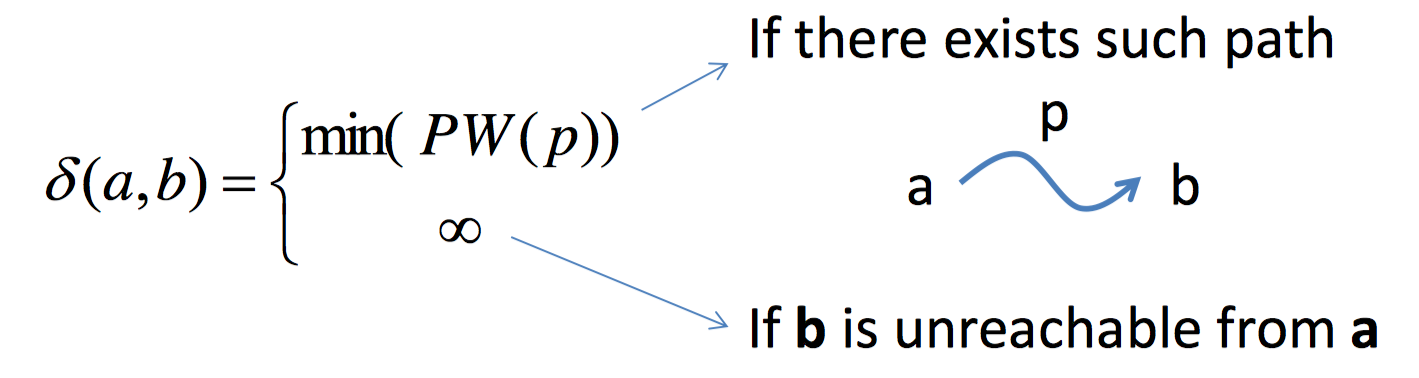 If there exists such path
δ(a,b) = { min( PW(p))
∞
p
a b
If b is unreachable from a